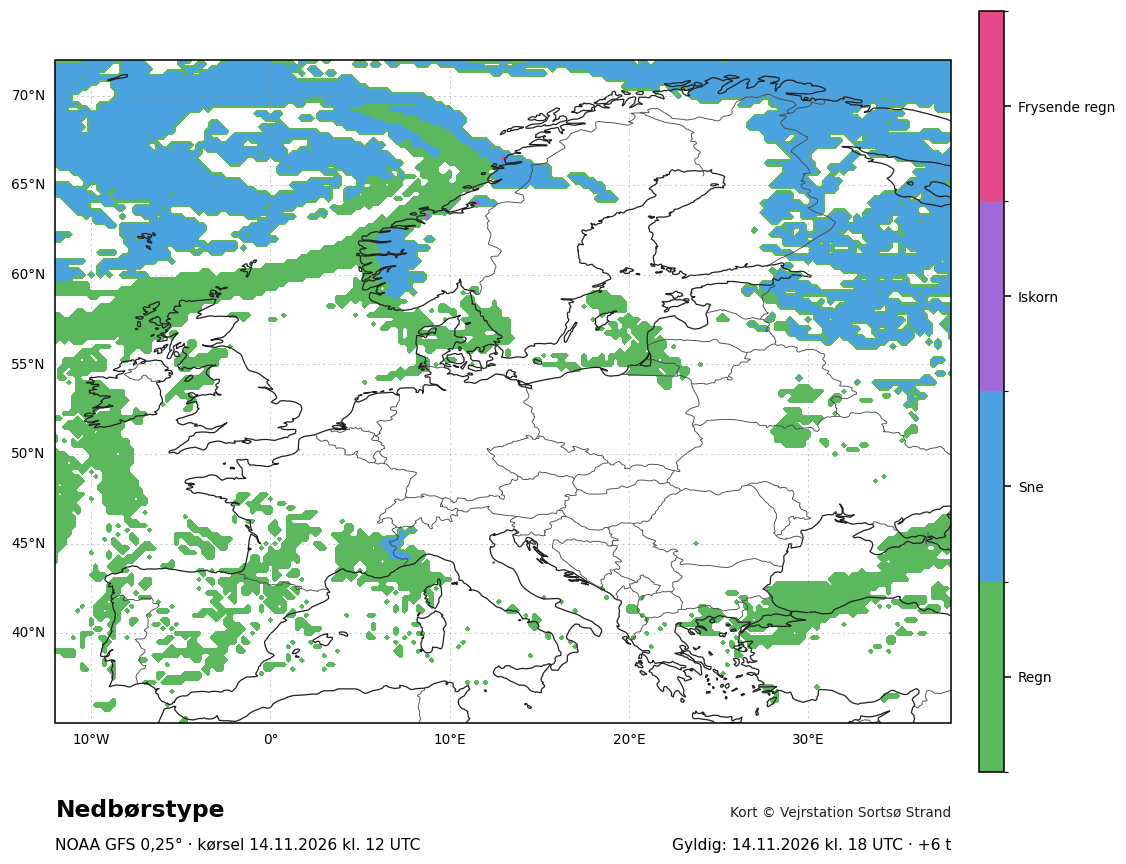 70°N
65°N
60°N
55°N
50°N
45°N
40°N
10°W
0°
10°E
20°E
30°E
Frysende regn
Iskorn
Sne
Regn
Nedbørstype
Kort © Vejrstation Sortsø Strand
NOAA GFS 0,25° · kørsel 14.11.2026 kl. 12 UTC
Gyldig: 14.11.2026 kl. 18 UTC · +6 t